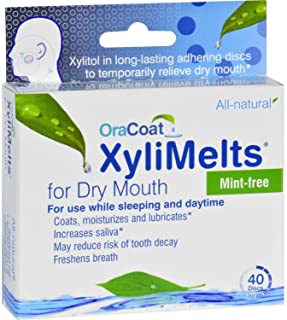 Xylitol in long-lasting adhering discs
to temporarily relieve dry mouth*
All-natural
OraCoat
XyliMelts®
for Dry Mouth
Mint-free
For use while sleeping and daytime
Coats, moisturizes and lubricates*
Increases saliva*
May reduce risk of tooth decay
Freshens breath
40
Discs